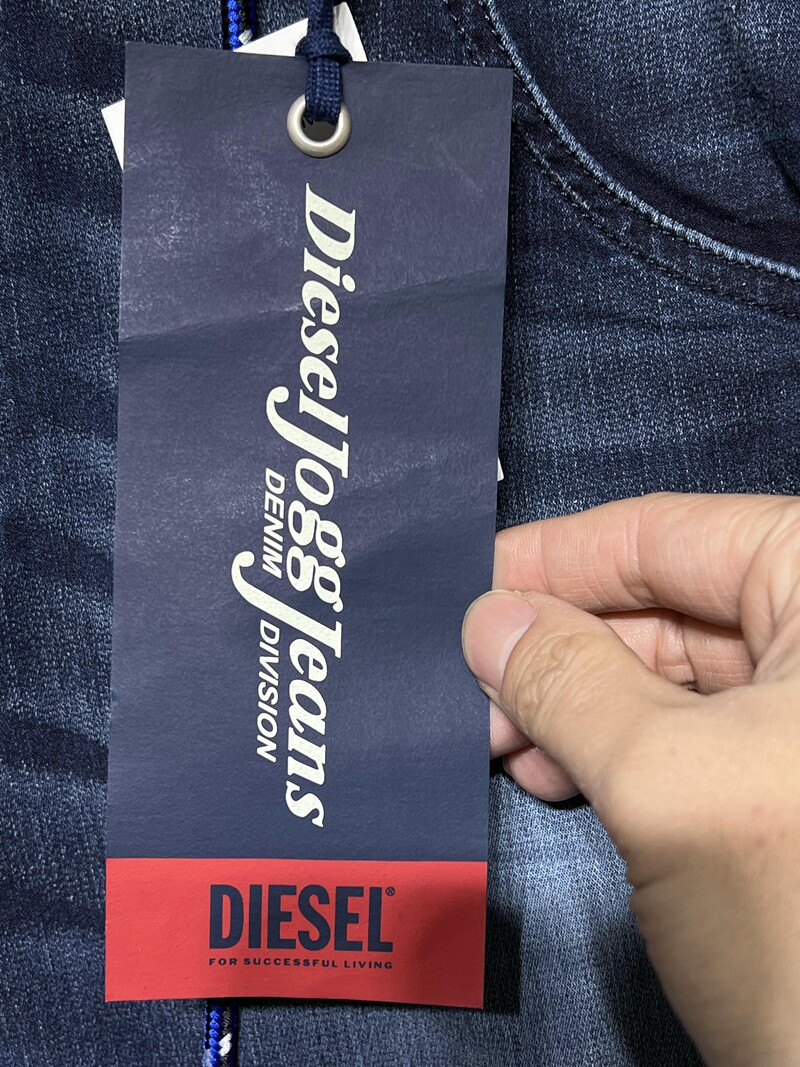 DieselJoggJeans
DENIM DIVISION
DIESEL®
FOR SUCCESSFUL LIVING